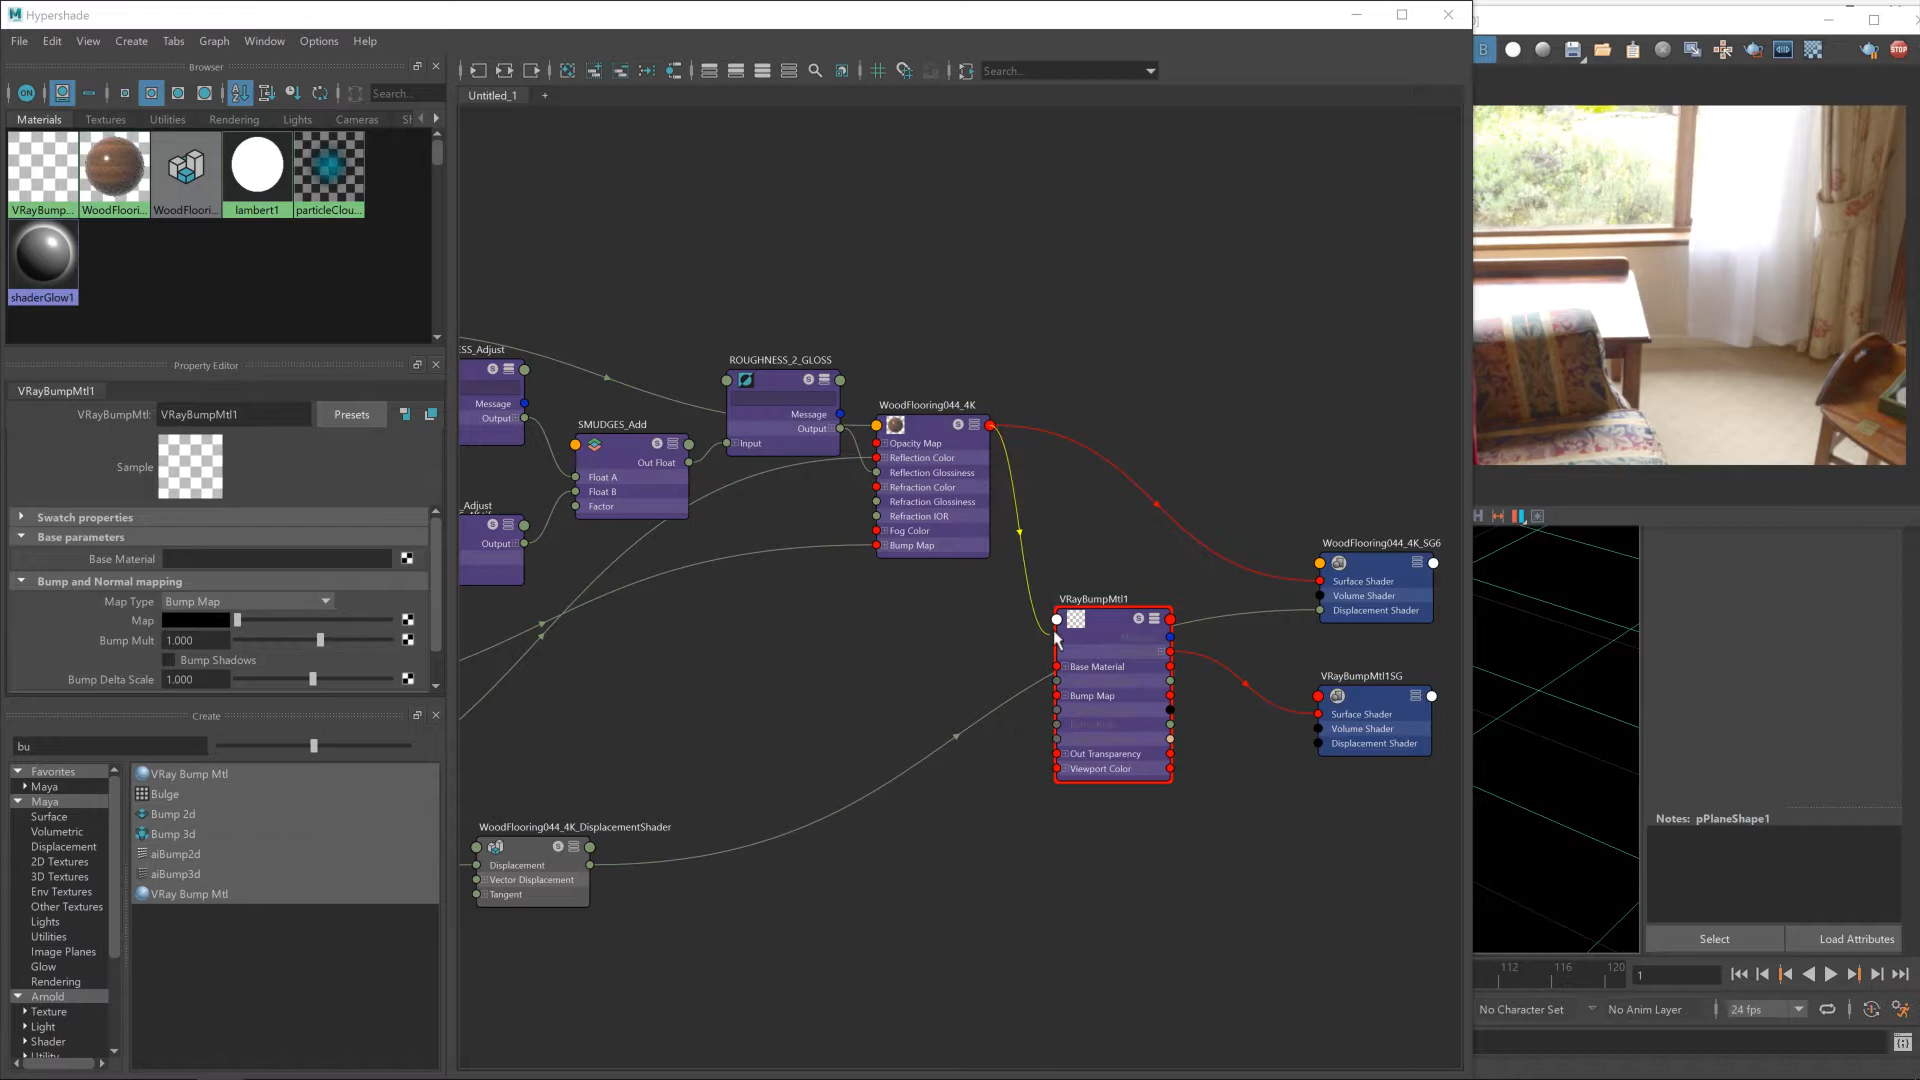 Hypershade
File Edit View Create Tabs Graph Window Options Help
Browser
ON
Search...
Materials Textures Utilities Rendering Lights Cameras Sh
VRayBump...
WoodFloori...
WoodFloori...
lambert1
particleClou...
shaderGlow1
Property Editor
VRayBumpMtl1
VRayBumpMtl: VRayBumpMtl1 Presets
Sample
Swatch properties
Base parameters
Base Material
Bump and Normal mapping
Map Type Bump Map
Map
Bump Mult 1.000
Bump Shadows
Bump Delta Scale 1.000
Create
bu
Favorites
Maya
Maya
Surface
Volumetric
Displacement
2D Textures
3D Textures
Env Textures
Other Textures
Lights
Utilities
Image Planes
Glow
Rendering
Arnold
Texture
Light
Shader
Utility
VRay Bump Mtl
Bulge
Bump 2d
Bump 3d
aiBump2d
aiBump3d
VRay Bump Mtl
Search...
Untitled_1 +
SS_Adjust
Message
Output
_Adjust
Output
SMUDGES_Add
Out Float
Float A
Float B
Factor
ROUGHNESS_2_GLOSS
Message
Output
Input
WoodFlooring044_4K
Opacity Map
Reflection Color
Reflection Glossiness
Refraction Color
Refraction Glossiness
Refraction IOR
Fog Color
Bump Map
VRayBumpMtl1
Base Material
Bump Map
Out Transparency
Viewport Color
WoodFlooring044_4K_SG6
Surface Shader
Volume Shader
Displacement Shader
VRayBumpMtl1SG
Surface Shader
Volume Shader
Displacement Shader
WoodFlooring044_4K_DisplacementShader
Displacement
Vector Displacement
Tangent
B
STOP
H
Notes: pPlaneShape1
Select Load Attributes
112 116 120 1
No Character Set No Anim Layer 24 fps